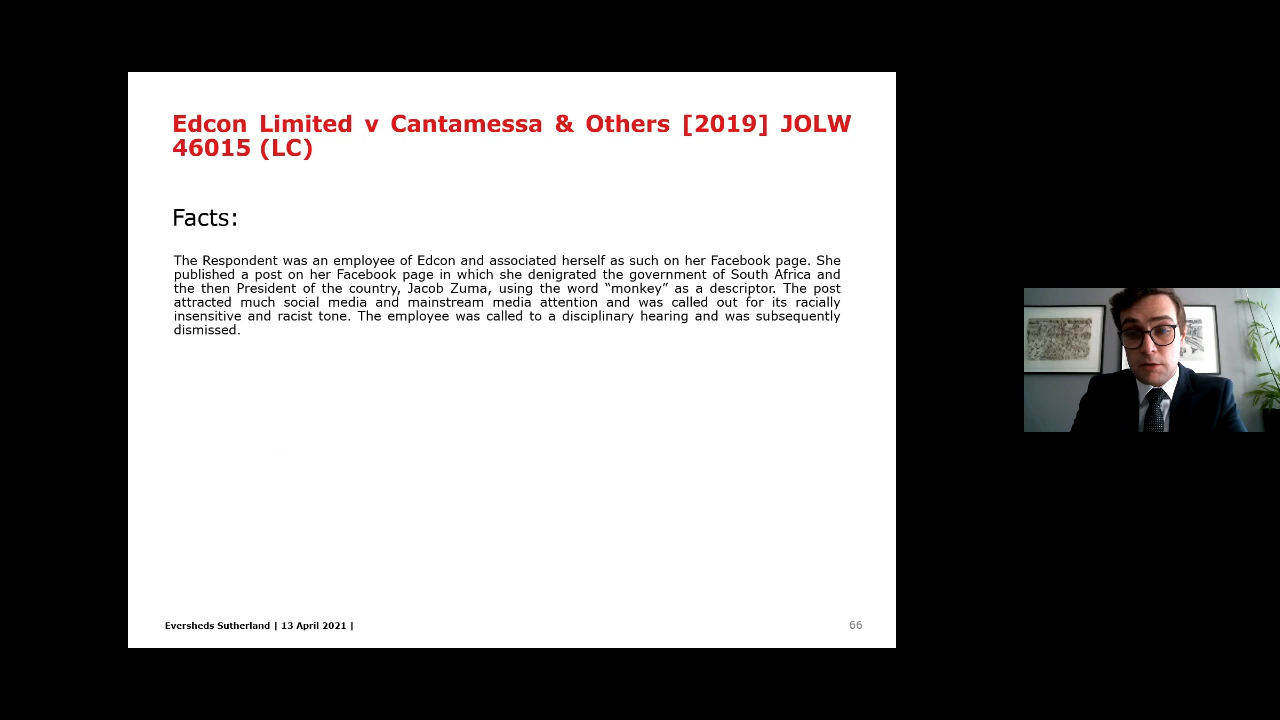 Edcon Limited v Cantamessa & Others [2019] JOLW
46015 (LC)
Facts:
The Respondent was an employee of Edcon and associated herself as such on her Facebook page. She
published a post on her Facebook page in which she denigrated the government of South Africa and
the then President of the country, Jacob Zuma, using the word “monkey” as a descriptor. The post
attracted much social media and mainstream media attention and was called out for its racially
insensitive and racist tone. The employee was called to a disciplinary hearing and was subsequently
dismissed.
Eversheds Sutherland | 13 April 2021 |
66